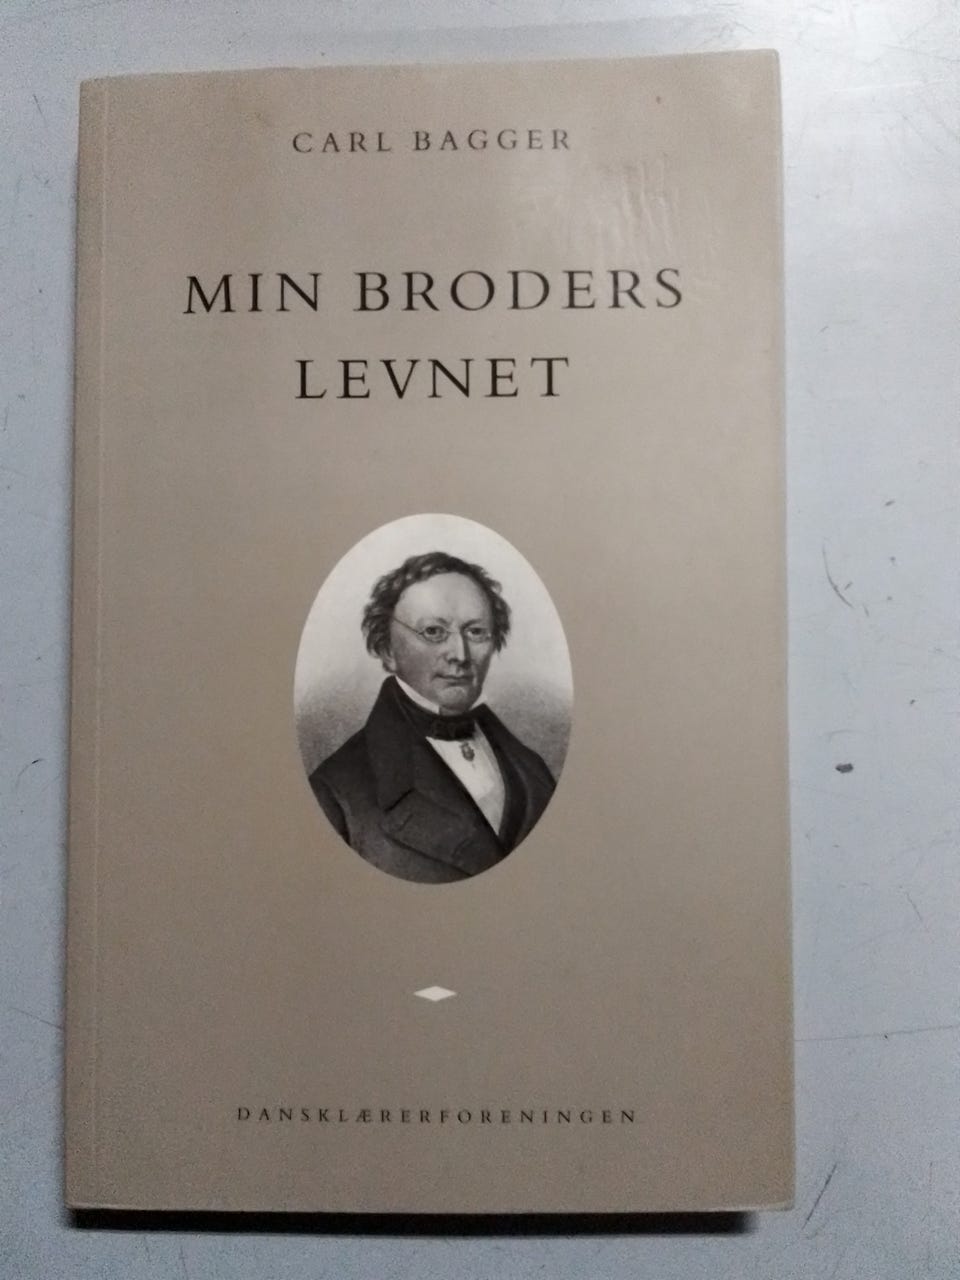 CARL BAGGER
MIN BRODERS
LEVNET
DANSKLÆRERFORENINGEN